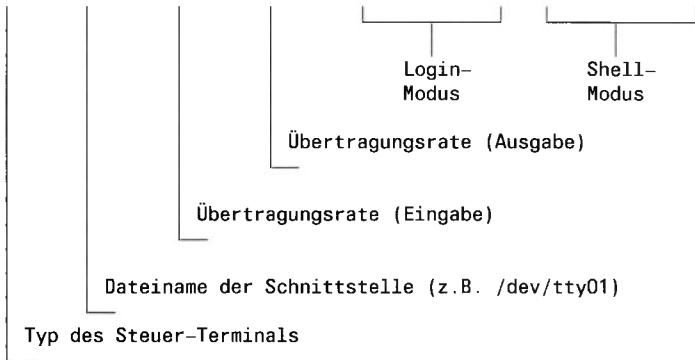 Login– Shell–
Modus Modus
Übertragungsrate (Ausgabe)
Übertragungsrate (Eingabe)
Dateiname der Schnittstelle (z.B. /dev/tty01)
Typ des Steuer–Terminals